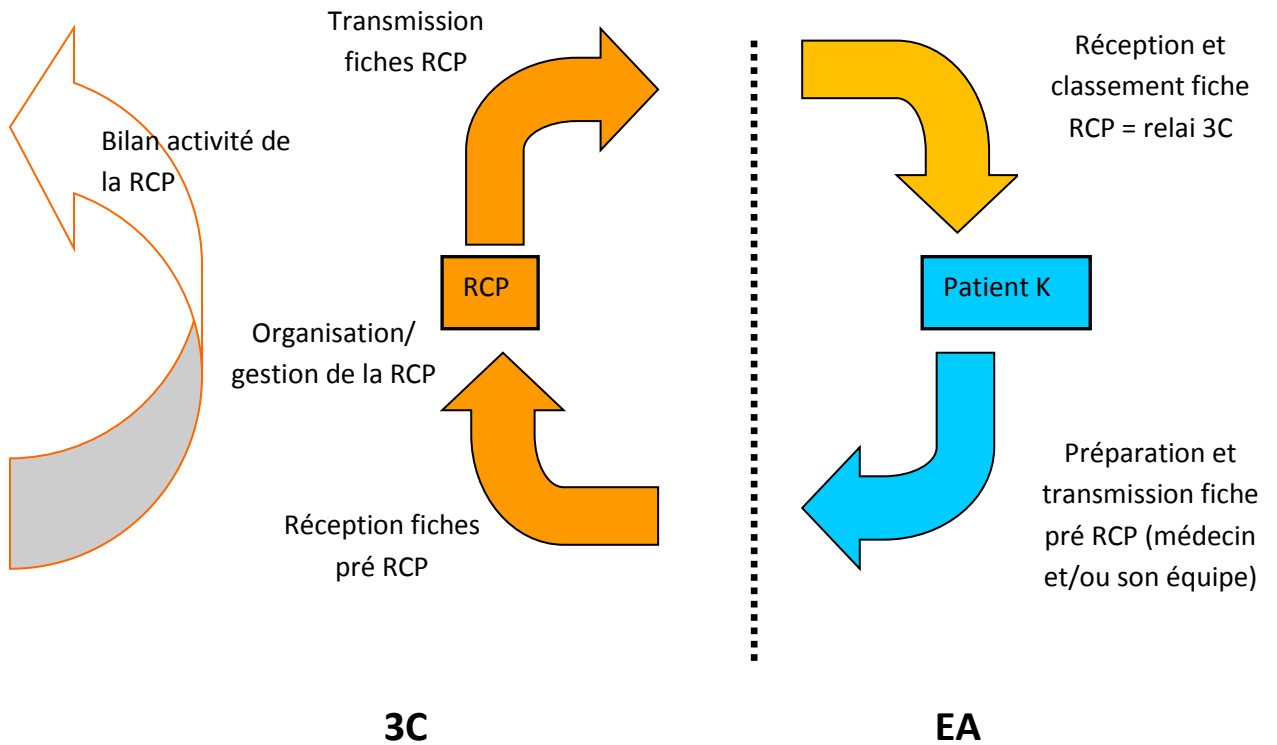 Transmission
fiches RCP
Réception et
classement fiche
RCP = relai 3C
Bilan activité de
la RCP
RCP
Patient K
Organisation/
gestion de la RCP
Réception fiches
pré RCP
Préparation et
transmission fiche
pré RCP (médecin
et/ou son équipe)
3C
EA